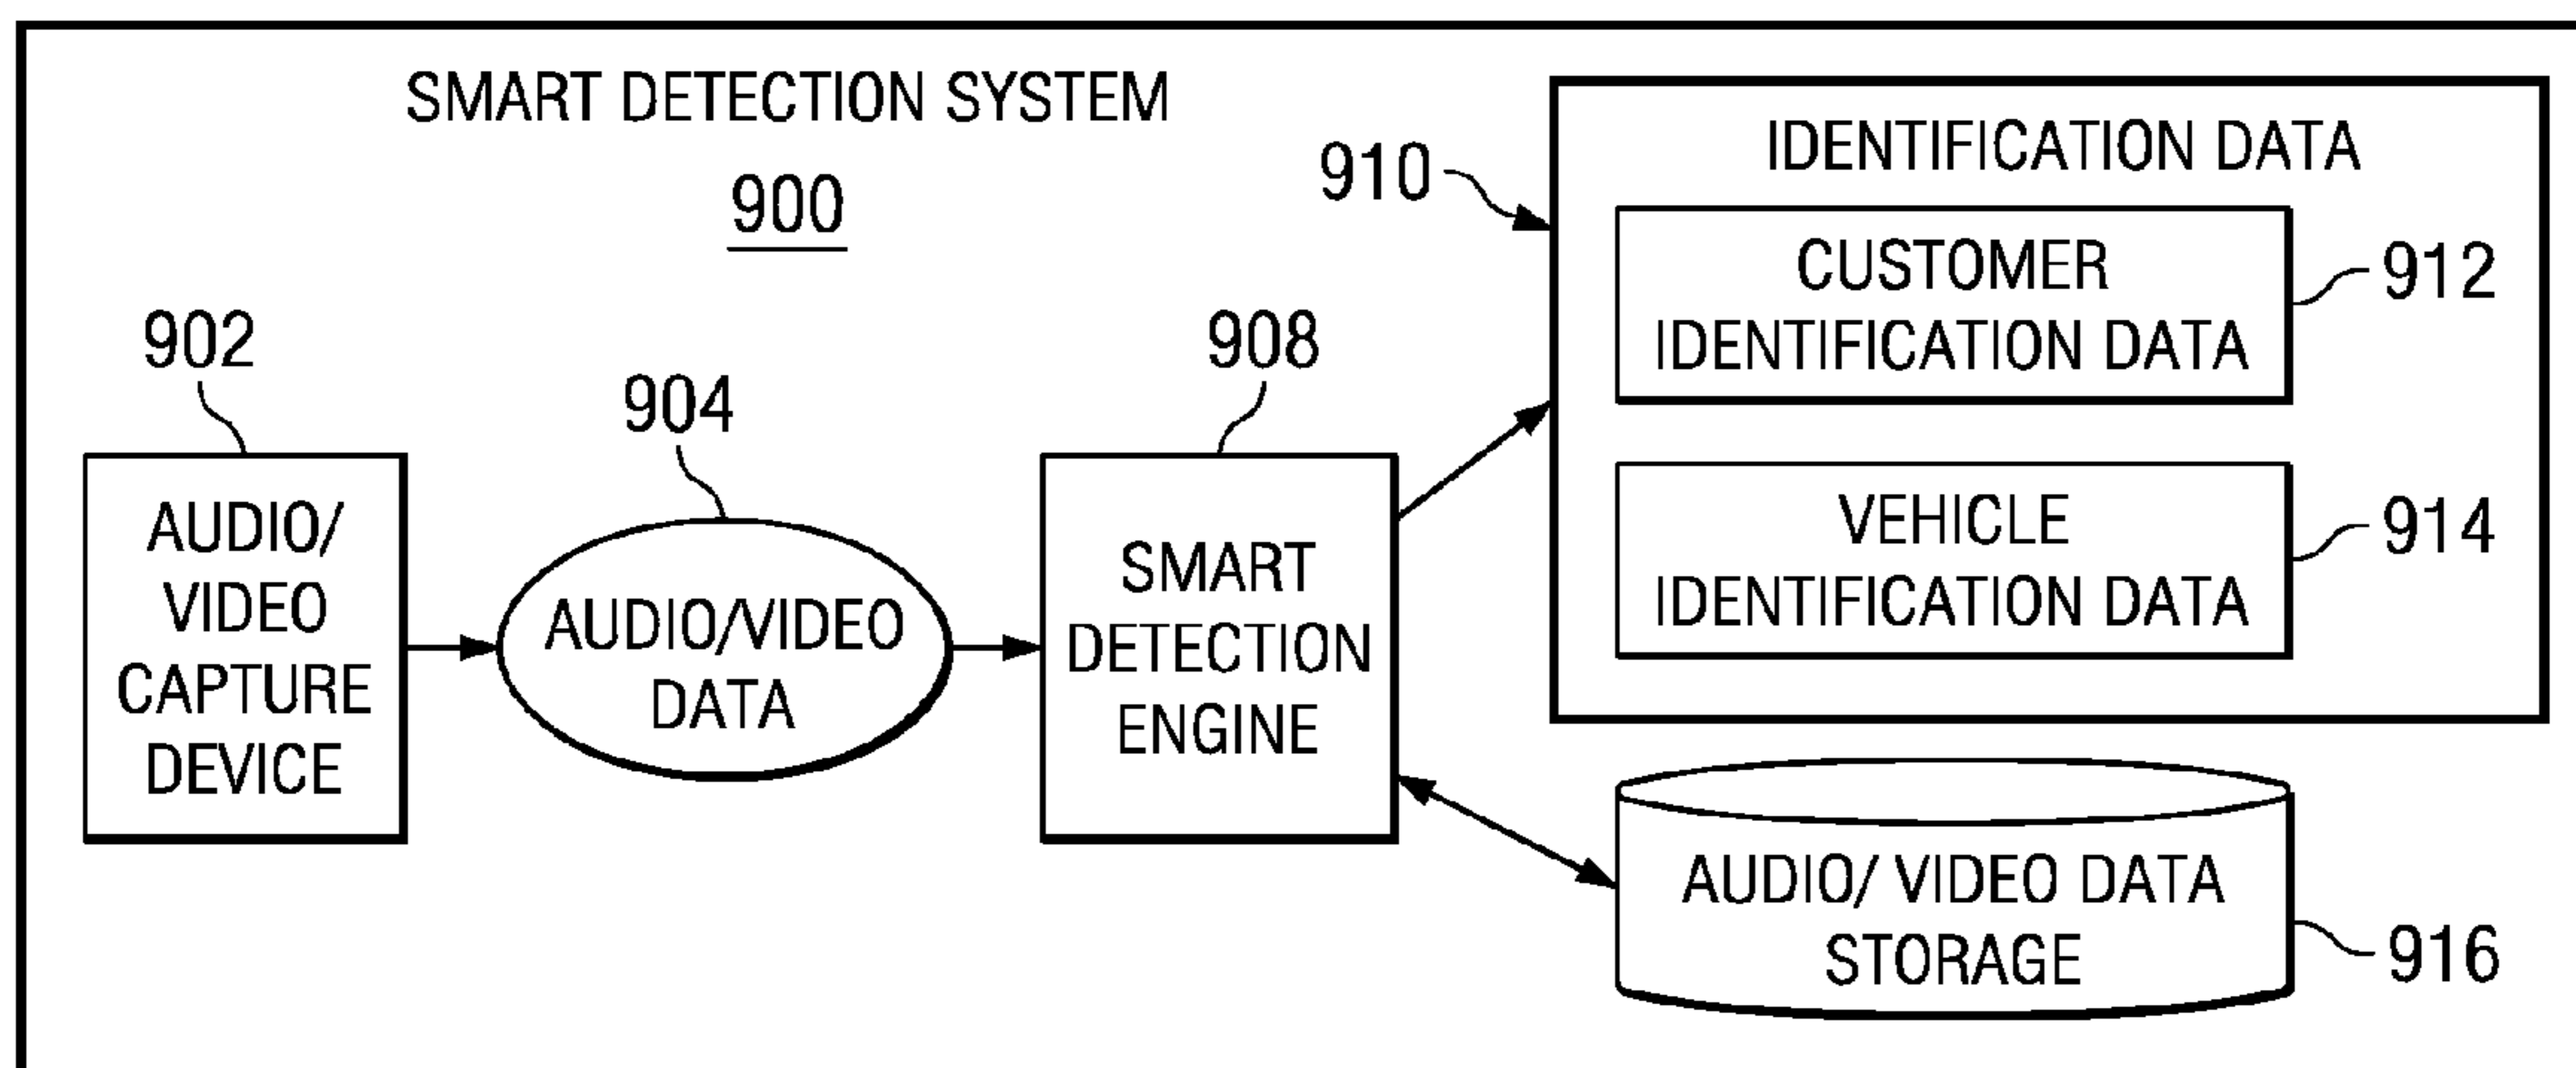 SMART DETECTION SYSTEM
900
902
AUDIO/
VIDEO
CAPTURE
DEVICE
904
AUDIO/VIDEO
DATA
908
SMART
DETECTION
ENGINE
910
IDENTIFICATION DATA
CUSTOMER
IDENTIFICATION DATA
912
VEHICLE
IDENTIFICATION DATA
914
AUDIO/ VIDEO DATA
STORAGE
916